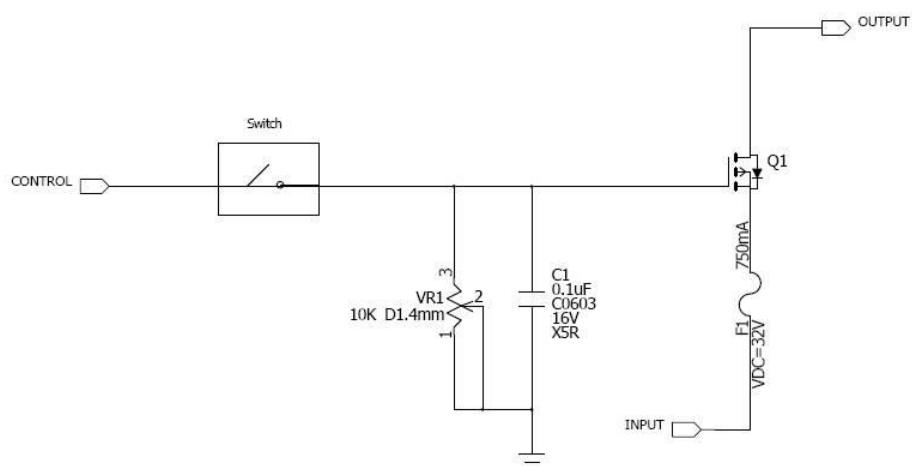 OUTPUT
Switch
Q1
CONTROL
750mA
3
C1
VR1 2
0.1uF
10K D1.4mm
C0603
16V
1
X5R
F1
VDC=32V
INPUT